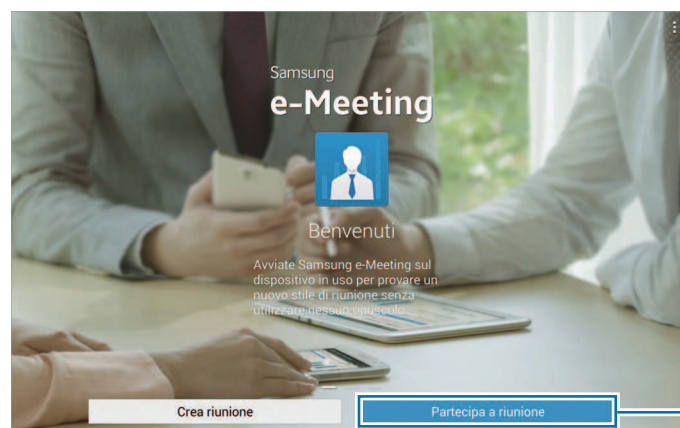 Samsung
e-Meeting
Benvenuti
Avviate Samsung e-Meeting sul
dispositivo in uso per provare un
nuovo stile di riunione senza
utilizzare nessun opuscolo.
Crea riunione
Partecipa a riunione